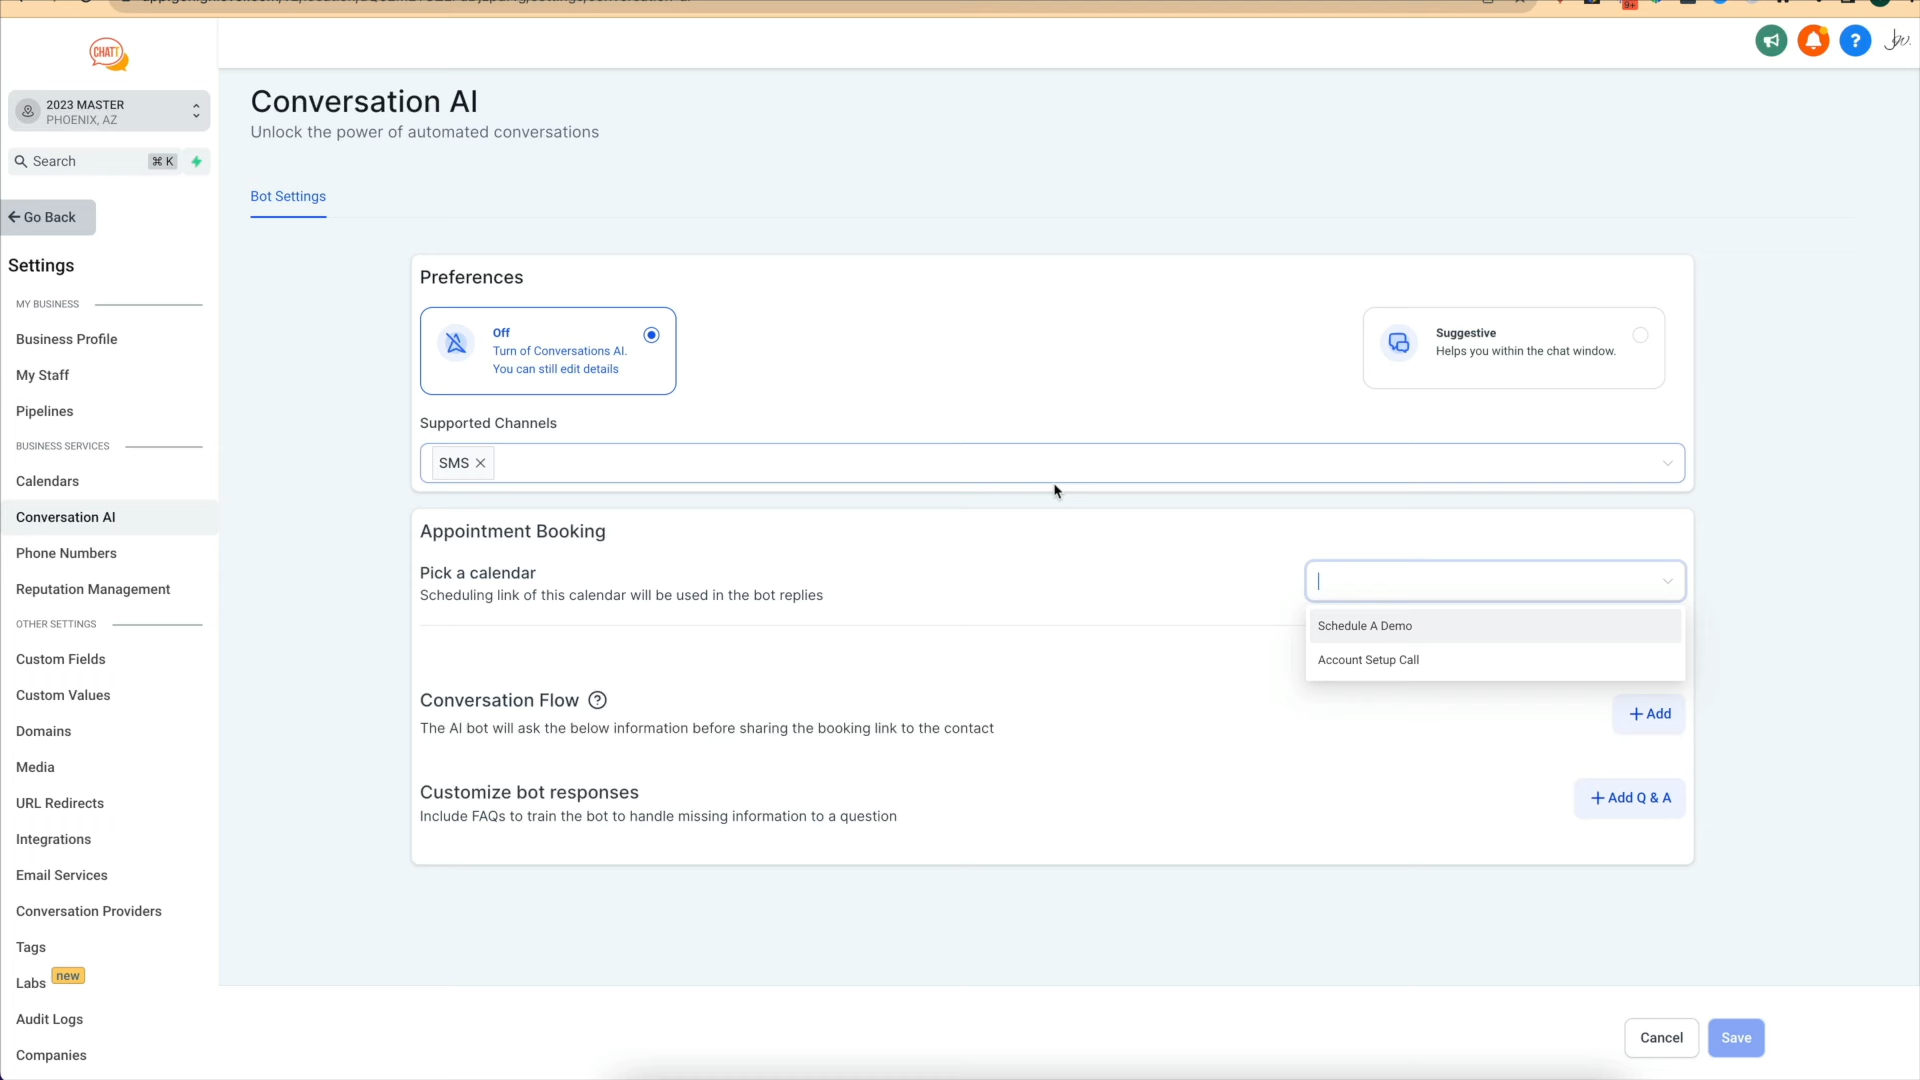 9+
CHATT
2023 MASTER
PHOENIX, AZ
Search
⌘ K
Go Back
Settings
MY BUSINESS
Business Profile
My Staff
Pipelines
BUSINESS SERVICES
Calendars
Conversation AI
Phone Numbers
Reputation Management
OTHER SETTINGS
Custom Fields
Custom Values
Domains
Media
URL Redirects
Integrations
Email Services
Conversation Providers
Tags
Labs new
Audit Logs
Companies
Conversation AI
Unlock the power of automated conversations
Bot Settings
Preferences
Off
Turn of Conversations AI.
You can still edit details
Suggestive
Helps you within the chat window.
Supported Channels
SMS
Appointment Booking
Pick a calendar
Scheduling link of this calendar will be used in the bot replies
Schedule A Demo
Account Setup Call
Conversation Flow
The AI bot will ask the below information before sharing the booking link to the contact
+ Add
Customize bot responses
Include FAQs to train the bot to handle missing information to a question
+ Add Q & A
Cancel
Save